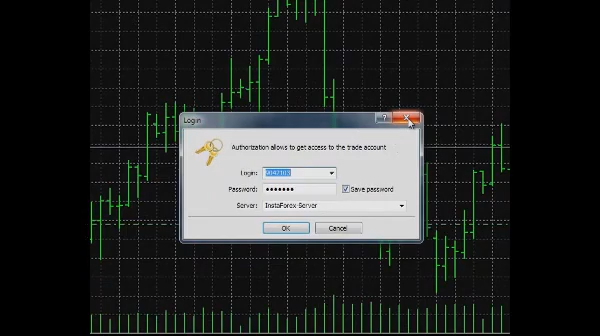 Login
Authorization allows to get access to the trade account
Login:
Password: •••••••
Save password
Server: InstaForex-Server
OK
Cancel